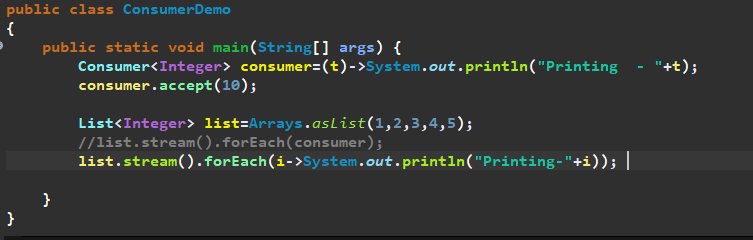 public class ConsumerDemo
{
    public static void main(String[] args) {
        Consumer<Integer> consumer=(t)->System.out.println("Printing  - "+t);
        consumer.accept(10);
        List<Integer> list=Arrays.asList(1,2,3,4,5);
        //list.stream().forEach(consumer);
        list.stream().forEach(i->System.out.println("Printing-"+i));
    }
}